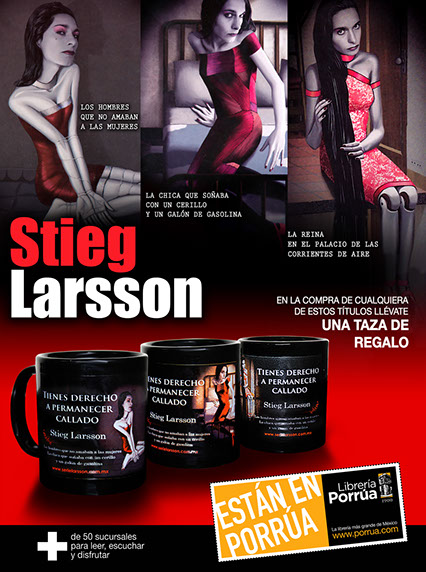 LOS HOMBRES
QUE NO AMABAN
A LAS MUJERES
LA CHICA QUE SOÑABA
CON UN CERILLO
Y UN GALÓN DE GASOLINA
LA REINA
EN EL PALACIO DE LAS
CORRIENTES DE AIRE
Stieg
Larsson
EN LA COMPRA DE CUALQUIERA
DE ESTOS TÍTULOS LLÉVATE
UNA TAZA DE
REGALO
TIENES DERECHO
A PERMANECER
CALLADO
Stieg Larsson
TIENES DERECHO
A PERMANECER
CALLADO
Stieg Larsson
TIENES DERECHO
A PERMANECER
CALLADO
Stieg Larsson
ESTÁN EN
PORRÚA
Librería
Porrúa
1900
La librería más grande de México
www.porrua.com
+ de 50 sucursales
para leer, escuchar
y disfrutar